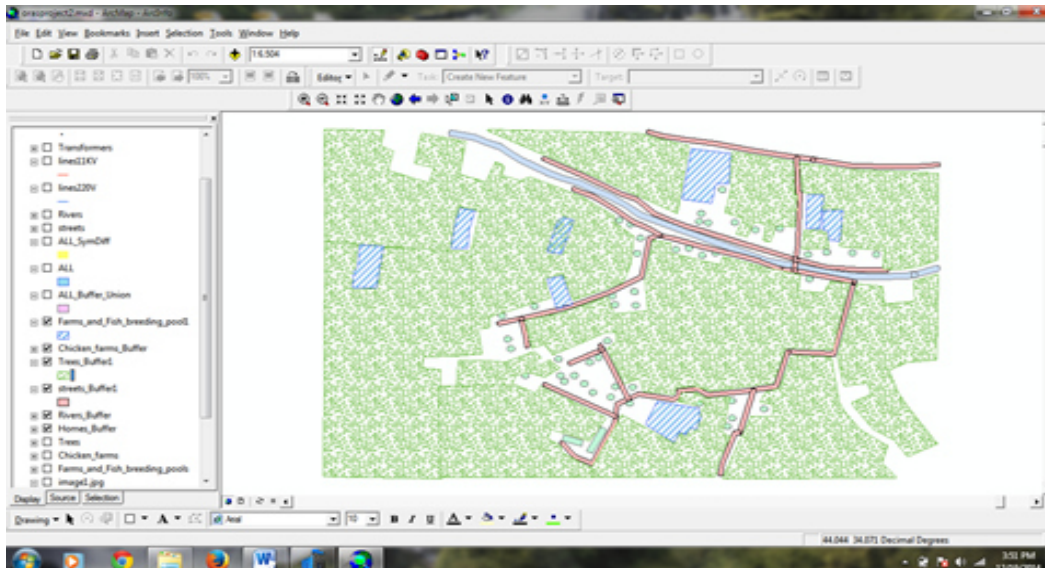 orasproject2.mxd - ArcMap - ArcInfo
File Edit View Bookmarks Insert Selection Tools Window Help
1:6,504
100% Editor Task: Create New Feature Target:
Transformers
lines11KV
lines220V
Rivers
streets
ALL_SymDiff
ALL
ALL_Buffer_Union
Farms_and_Fish_breeding_pool1
Chicken_farms_Buffer
Trees_Buffer1
streets_Buffer1
Rivers_Buffer
Homes_Buffer
Trees
Chicken_farms
Farms_and_Fish_breeding_pools
image1.jpg
Display Source Selection
Drawing A Arial 10 B I U A
44.044 34.071 Decimal Degrees
3:51 PM